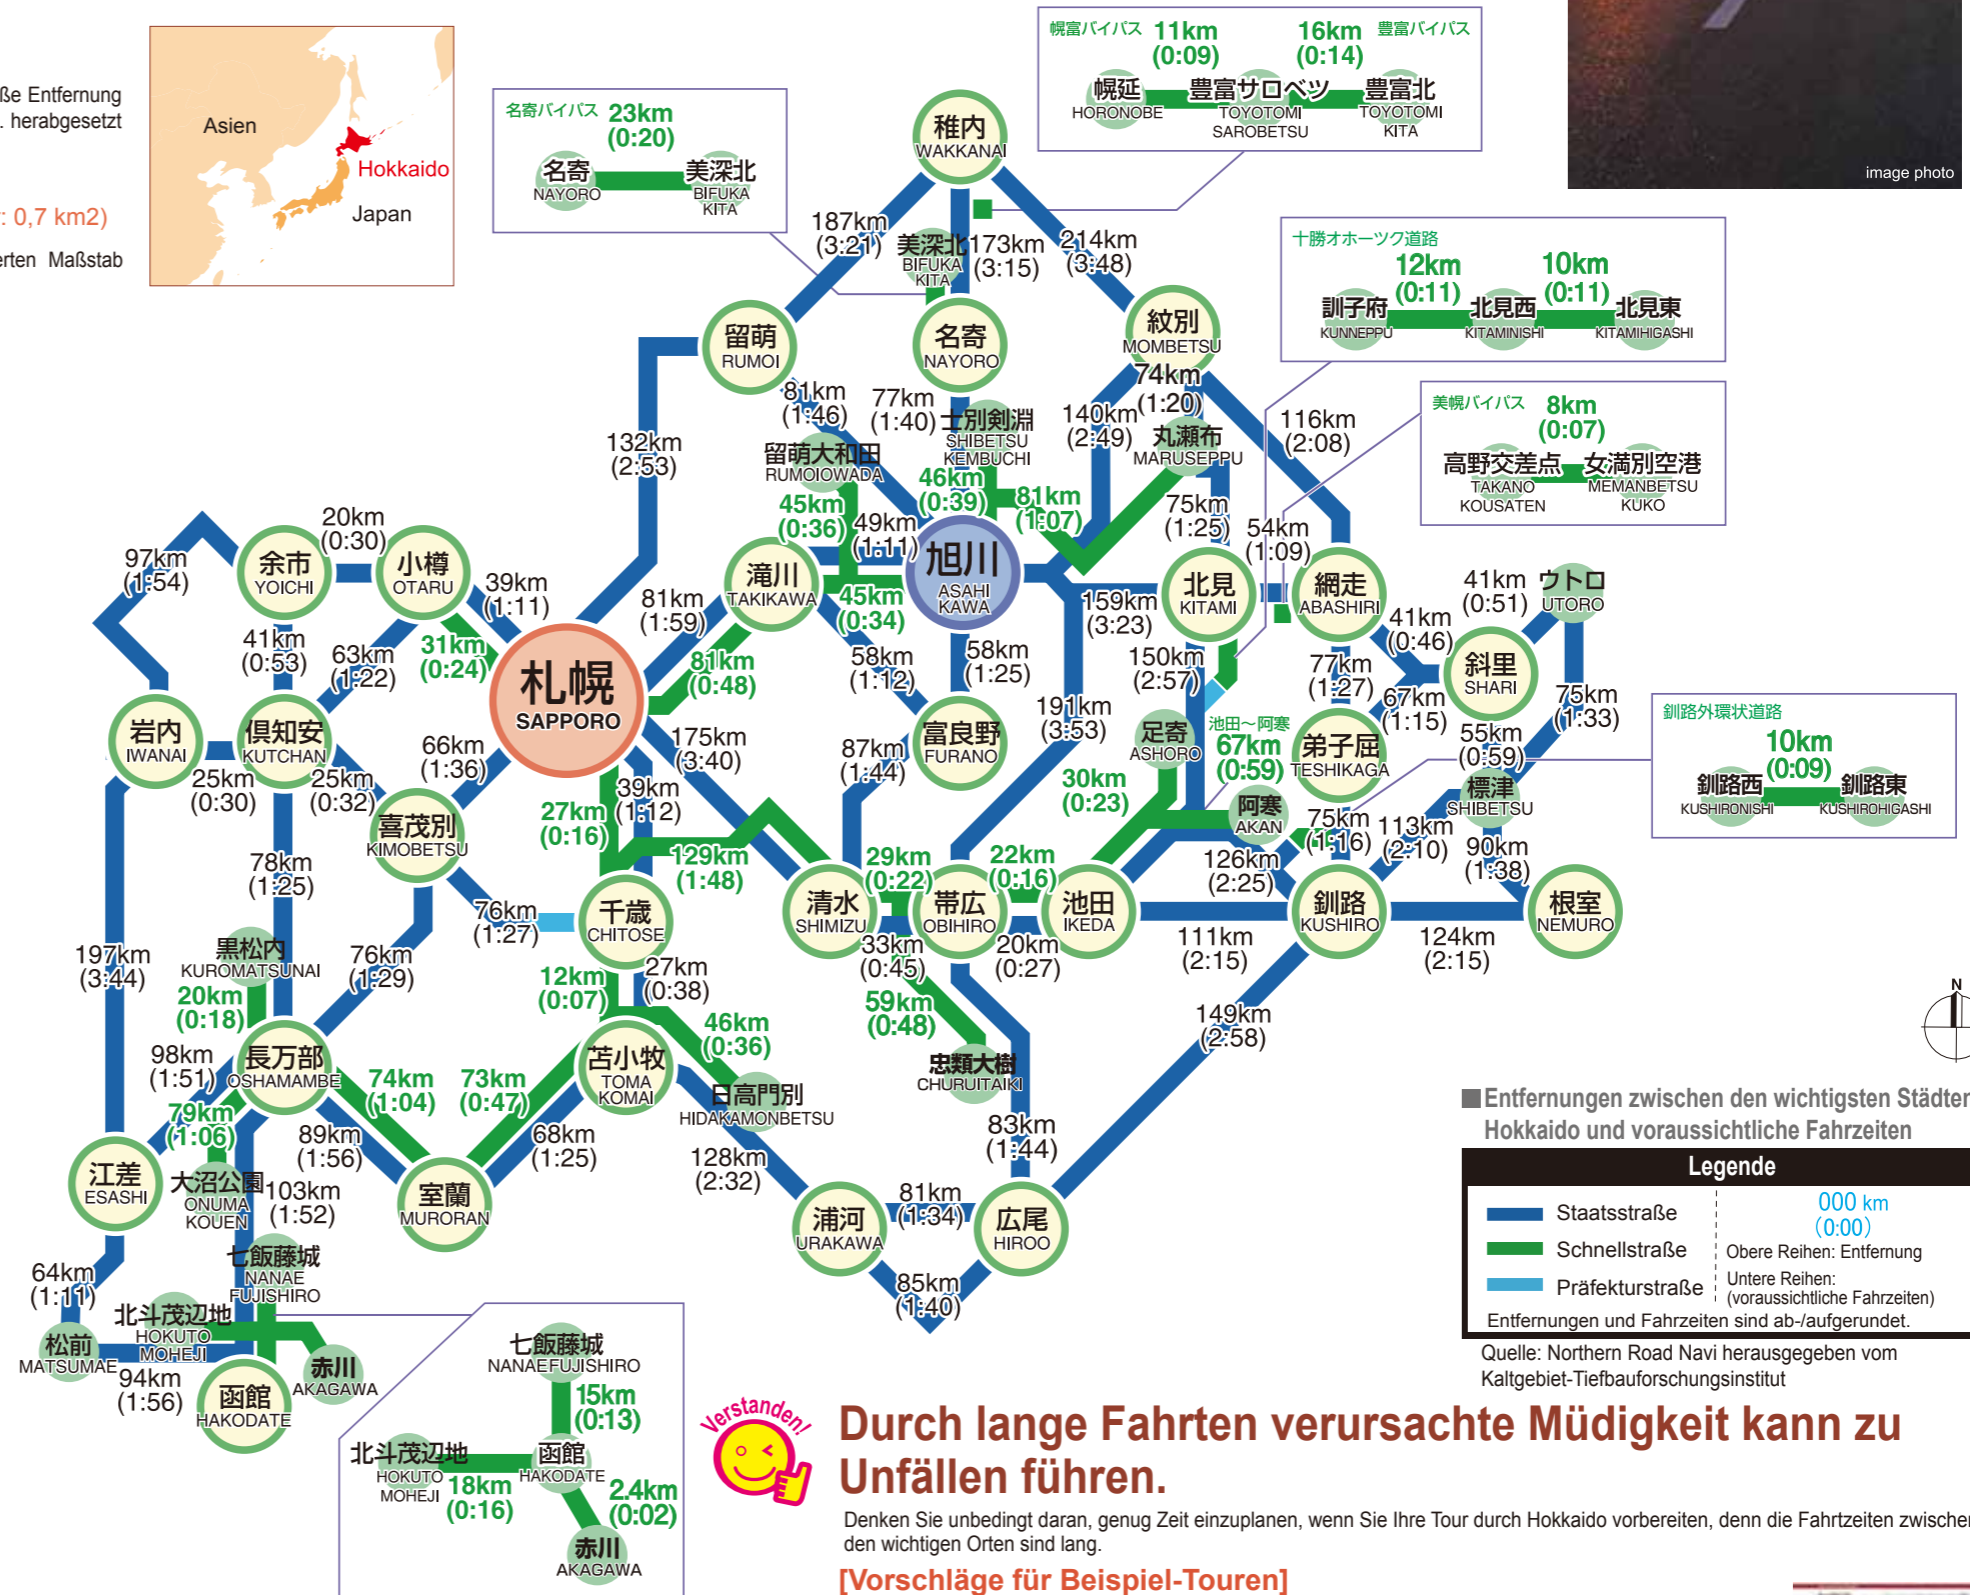 ße Entfernung
. herabgesetzt
: 0,7 km2)
erten Maßstab
Asien
Hokkaido
Japan
image photo
名寄バイパス 23km
(0:20)
名寄
NAYORO
美深北
BIFUKA
KITA
幌富バイパス 11km
(0:09)
16km 豊富バイパス
(0:14)
幌延
HORONOBE
豊富サロベツ
TOYOTOMI
SAROBETSU
豊富北
TOYOTOMI
KITA
十勝オホーツク道路
12km
(0:11)
10km
(0:11)
訓子府
KUNNEPPU
北見西
KITAMINISHI
北見東
KITAMIHIGASHI
美幌バイパス
8km
(0:07)
高野交差点
TAKANO
KOUSATEN
女満別空港
MEMANBETSU
KUKO
釧路外環状道路
10km
(0:09)
釧路西
KUSHIRONISHI
釧路東
KUSHIROHIGASHI
稚内
WAKKANAI
187km
(3:21)
美深北
BIFUKA
KITA
173km
(3:15)
214km
(3:48)
留萌
RUMOI
名寄
NAYORO
紋別
MOMBETSU
74km
(1:20)
81km
(1:46)
77km
(1:40)
士別剣淵
SHIBETSU
KEMBUCHI
140km
(2:49)
丸瀬布
MARUSEPPU
116km
(2:08)
132km
(2:53)
留萌大和田
RUMOIOWADA
45km
(0:36)
46km
(0:39)
81km
(1:07)
49km
(1:11)
75km
(1:25)
54km
(1:09)
97km
(1:54)
余市
YOICHI
20km
(0:30)
小樽
OTARU
39km
(1:11)
滝川
TAKIKAWA
旭川
ASAHI
KAWA
北見
KITAMI
網走
ABASHIRI
41km
(0:51)
ウトロ
UTORO
81km
(1:59)
45km
(0:34)
159km
(3:23)
41km
(0:46)
41km
(0:53)
63km
(1:22)
31km
(0:24)
札幌
SAPPORO
81km
(0:48)
58km
(1:12)
58km
(1:25)
150km
(2:57)
77km
(1:27)
67km
(1:15)
斜里
SHARI
75km
(1:33)
岩内
IWANAI
倶知安
KUTCHAN
66km
(1:36)
175km
(3:40)
87km
(1:44)
富良野
FURANO
191km
(3:53)
足寄
ASHORO
池田〜阿寒
67km
(0:59)
弟子屈
TESHIKAGA
55km
(0:59)
25km
(0:30)
25km
(0:32)
喜茂別
KIMOBETSU
27km
(0:16)
39km
(1:12)
30km
(0:23)
阿寒
AKAN
標津
SHIBETSU
75km
(1:16)
113km
(2:10)
90km
(1:38)
78km
(1:25)
129km
(1:48)
29km
(0:22)
22km
(0:16)
126km
(2:25)
76km
(1:27)
千歳
CHITOSE
清水
SHIMIZU
帯広
OBIHIRO
池田
IKEDA
釧路
KUSHIRO
根室
NEMURO
33km
(0:45)
20km
(0:27)
111km
(2:15)
124km
(2:15)
197km
(3:44)
黒松内
KUROMATSUNAI
20km
(0:18)
76km
(1:29)
12km
(0:07)
27km
(0:38)
59km
(0:48)
149km
(2:58)
46km
(0:36)
忠類大樹
CHURUITAIKI
98km
(1:51)
長万部
OSHAMAMBE
74km
(1:04)
73km
(0:47)
苫小牧
TOMA
KOMAI
日高門別
HIDAKAMONBETSU
79km
(1:06)
89km
(1:56)
68km
(1:25)
128km
(2:32)
83km
(1:44)
江差
ESASHI
大沼公園
ONUMA
KOUEN
103km
(1:52)
室蘭
MURORAN
浦河
URAKAWA
81km
(1:34)
広尾
HIROO
85km
(1:40)
七飯藤城
NANAE
FUJISHIRO
64km
(1:11)
北斗茂辺地
HOKUTO
MOHEJI
松前
MATSUMAE
94km
(1:56)
函館
HAKODATE
赤川
AKAGAWA
七飯藤城
NANAEFUJISHIRO
15km
(0:13)
北斗茂辺地
HOKUTO
MOHEJI
18km
(0:16)
函館
HAKODATE
2.4km
(0:02)
赤川
AKAGAWA
N
■Entfernungen zwischen den wichtigsten Städten
Hokkaido und voraussichtliche Fahrzeiten
Legende
Staatsstraße
Schnellstraße
Präfekturstraße
000 km
(0:00)
Obere Reihen: Entfernung
Untere Reihen:
(voraussichtliche Fahrzeiten)
Entfernungen und Fahrzeiten sind ab-/aufgerundet.
Quelle: Northern Road Navi herausgegeben vom
Kaltgebiet-Tiefbauforschungsinstitut
Verstanden!
Durch lange Fahrten verursachte Müdigkeit kann zu
Unfällen führen.
Denken Sie unbedingt daran, genug Zeit einzuplanen, wenn Sie Ihre Tour durch Hokkaido vorbereiten, denn die Fahrtzeiten zwischen
den wichtigen Orten sind lang.
[Vorschläge für Beispiel-Touren]